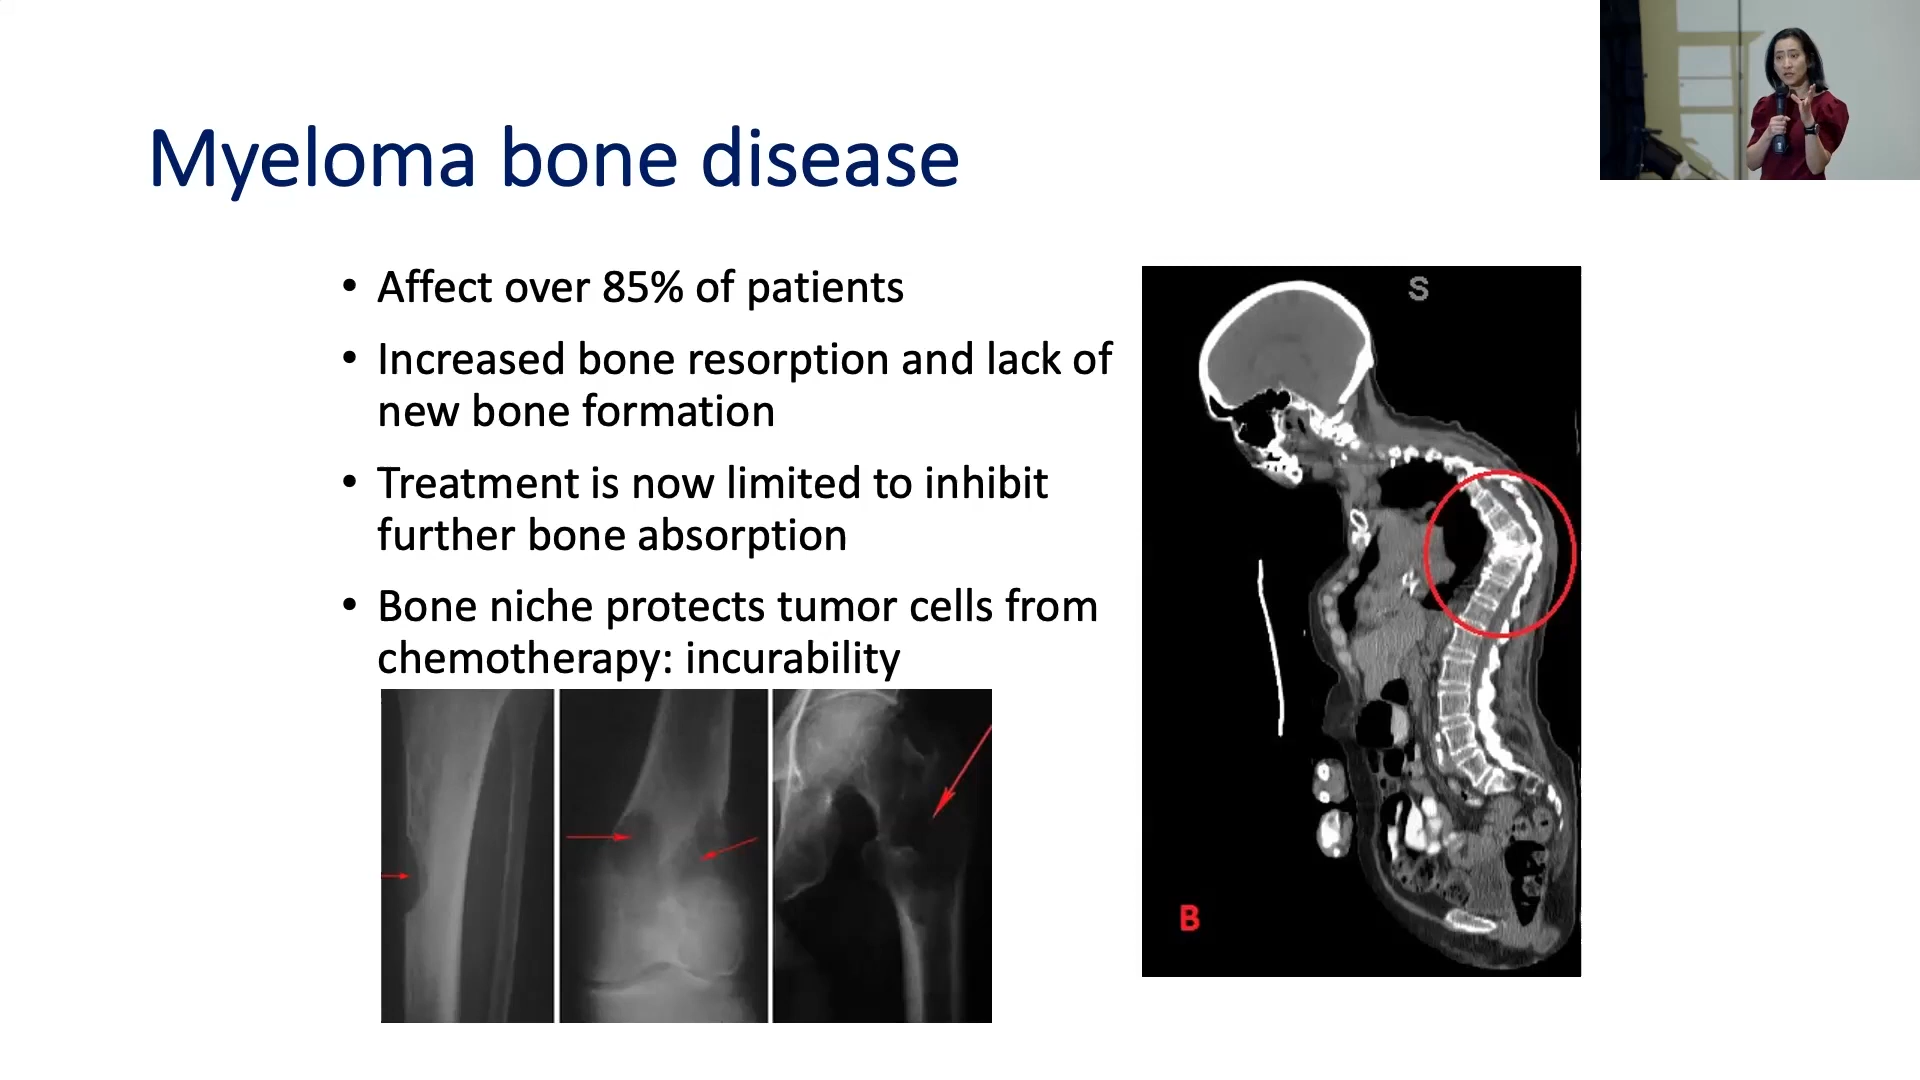 Myeloma bone disease
• Affect over 85% of patients
• Increased bone resorption and lack of
new bone formation
• Treatment is now limited to inhibit
further bone absorption
• Bone niche protects tumor cells from
chemotherapy: incurability
S
B